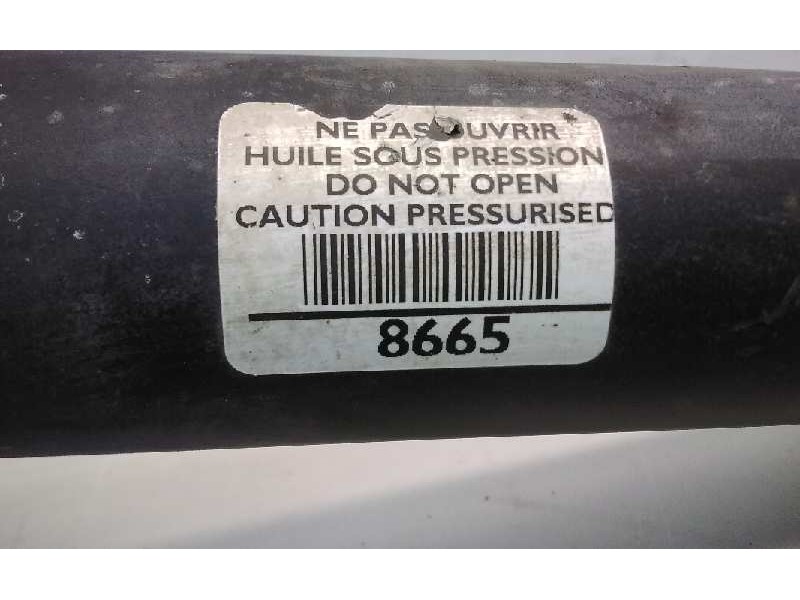 NE PAS OUVRIR
HUILE SOUS PRESSION
DO NOT OPEN
CAUTION PRESSURISED
8665